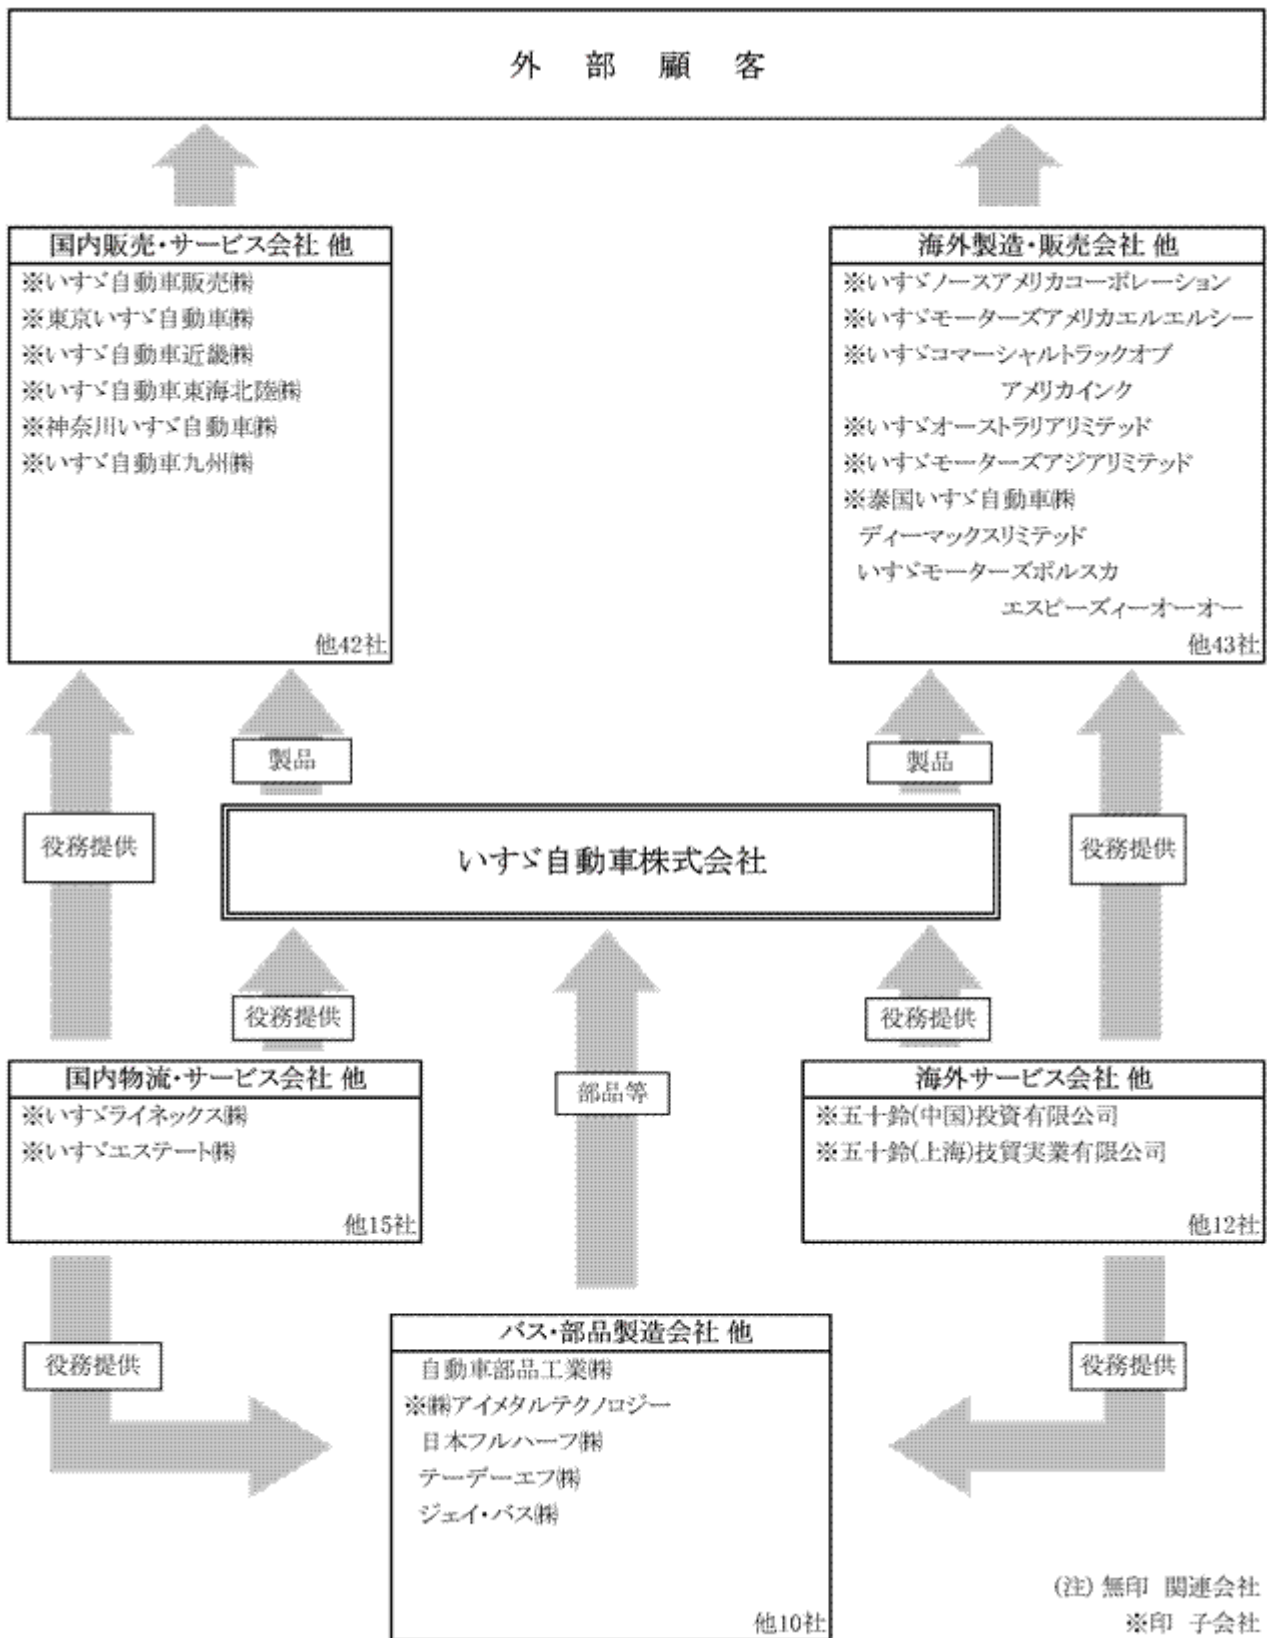 外部顧客
国内販売・サービス会社 他
※いすゞ自動車販売㈱
※東京いすゞ自動車㈱
※いすゞ自動車近畿㈱
※いすゞ自動車東海北陸㈱
※神奈川いすゞ自動車㈱
※いすゞ自動車九州㈱
他42社
海外製造・販売会社 他
※いすゞノースアメリカコーポレーション
※いすゞモーターズアメリカエルエルシー
※いすゞコマーシャルトラックオブ
アメリカインク
※いすゞオーストラリアリミテッド
※いすゞモーターズアジアリミテッド
※泰国いすゞ自動車㈱
ディーマックスリミテッド
いすゞモーターズポルスカ
エスピーズィーオーオー
他43社
製品
製品
役務提供
いすゞ自動車株式会社
役務提供
役務提供
部品等
役務提供
国内物流・サービス会社 他
※いすゞライネックス㈱
※いすゞエステート㈱
他15社
海外サービス会社 他
※五十鈴(中国)投資有限公司
※五十鈴(上海)技貿実業有限公司
他12社
役務提供
役務提供
バス・部品製造会社 他
自動車部品工業㈱
※㈱アイメタルテクノロジー
日本フルハーフ㈱
テーデーエフ㈱
ジェイ・バス㈱
他10社
(注) 無印 関連会社
※印 子会社